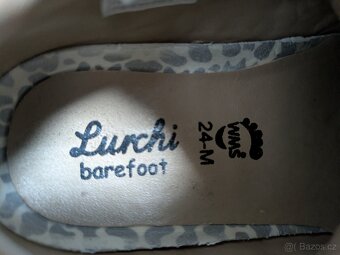 Lurchi
barefoot
WMS
24-M
© Bazos.cz